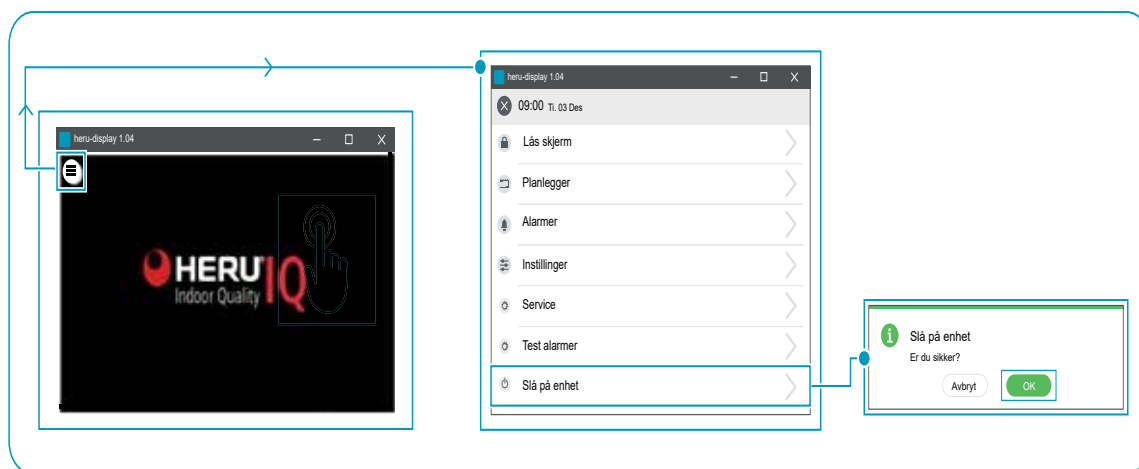 heru-display 1.04
HERU IQ
Indoor Quality
heru-display 1.04
09:00 Ti. 03 Des
Lås skjerm
Planlegger
Alarmer
Instillinger
Service
Test alarmer
Slå på enhet
Slå på enhet
Er du sikker?
Avbryt
OK